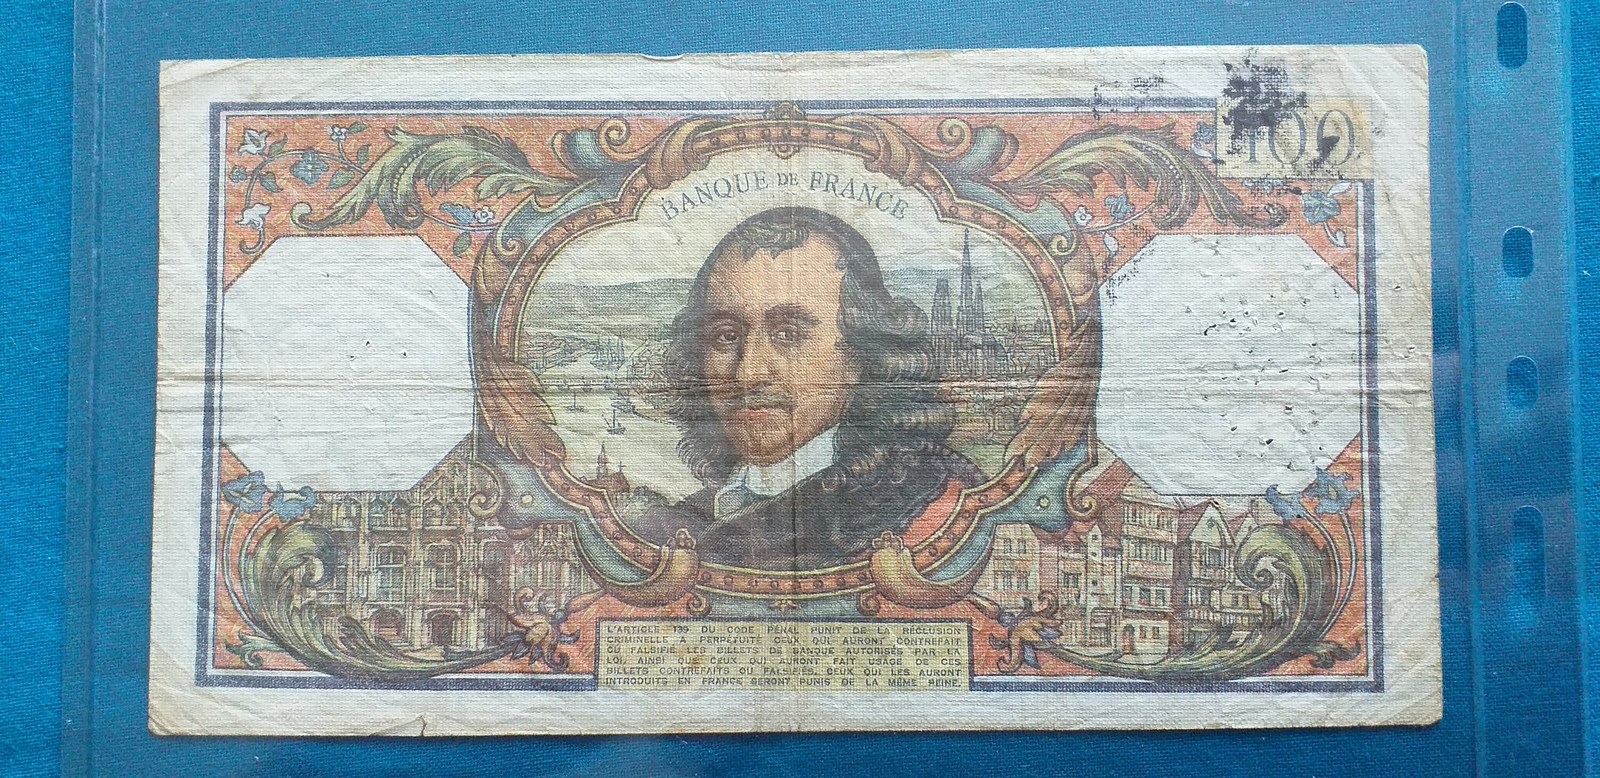 100
BANQUE DE FRANCE
L'ARTICLE 139 DU CODE PÉNAL PUNIT DE LA RÉCLUSION
CRIMINELLE A PERPÉTUITÉ CEUX QUI AURONT CONTREFAIT
OU FALSIFIÉ LES BILLETS DE BANQUE AUTORISÉS PAR LA
LOI, AINSI QUE CEUX QUI AURONT FAIT USAGE DE CES
BILLETS CONTREFAITS OU FALSIFIÉS. CEUX QUI LES AURONT
INTRODUITS EN FRANCE SERONT PUNIS DE LA MÊME PEINE.